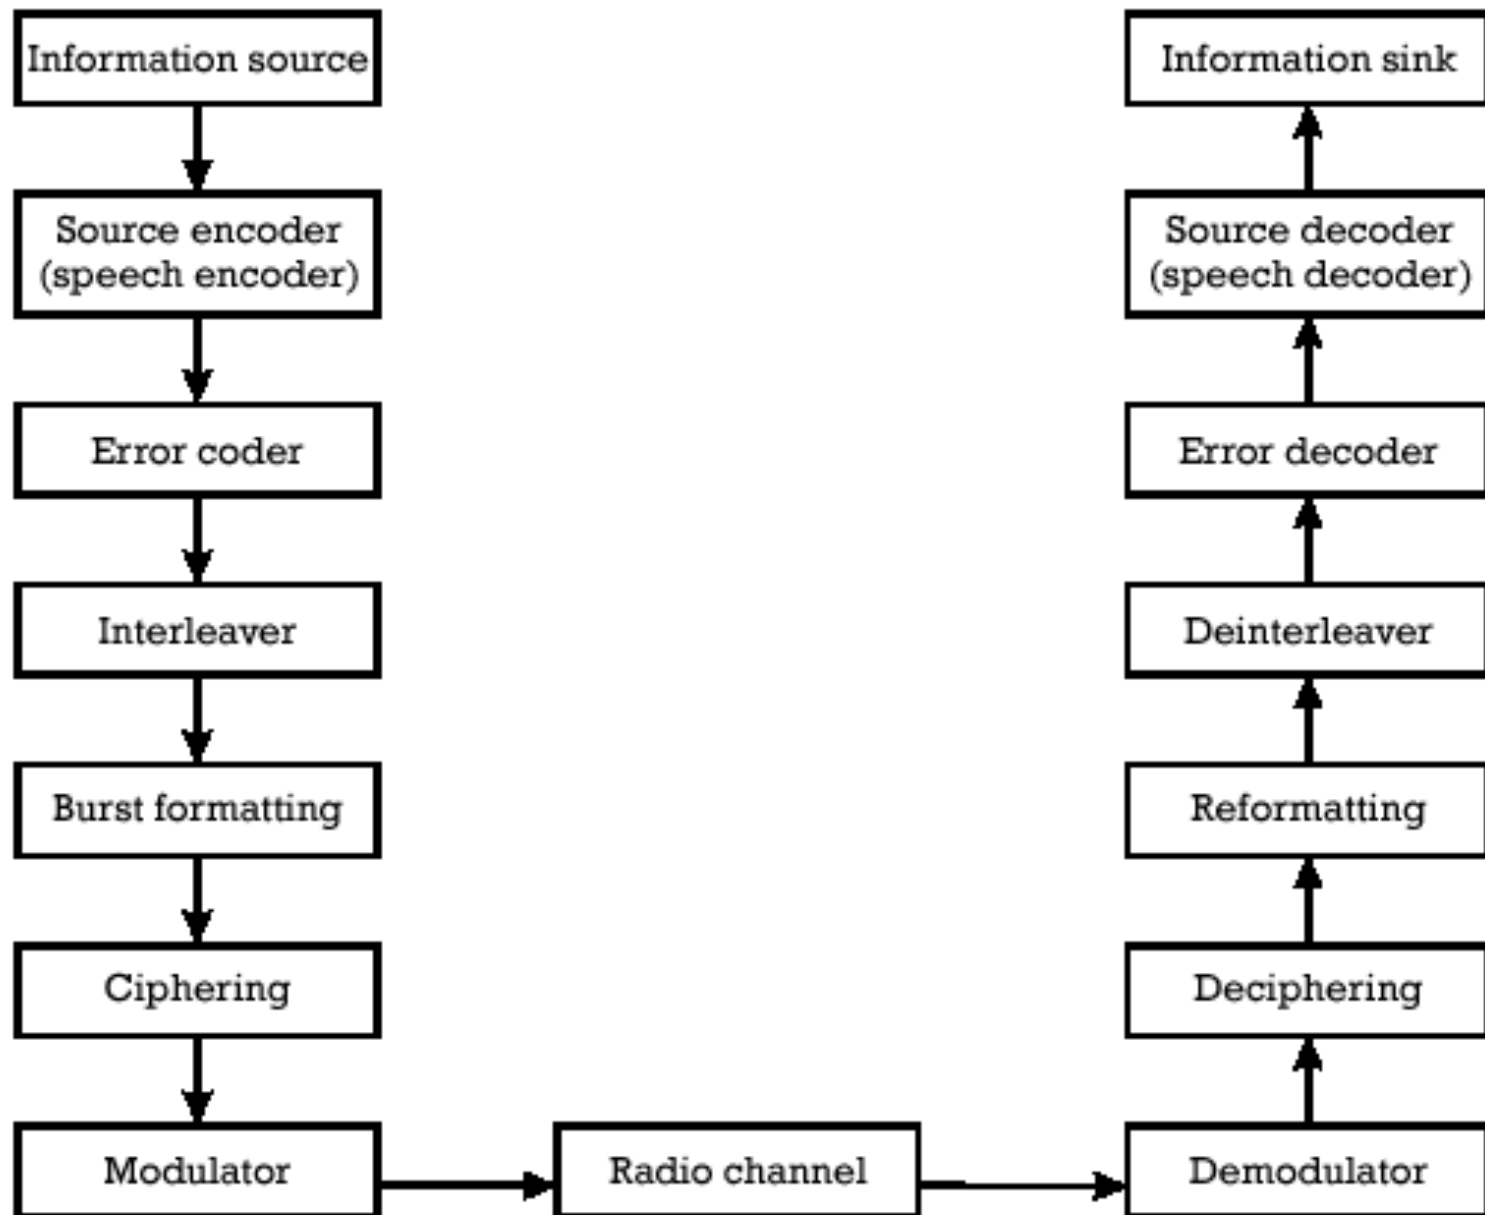 Information source
Source encoder
(speech encoder)
Error coder
Interleaver
Burst formatting
Ciphering
Modulator
Radio channel
Demodulator
Deciphering
Reformatting
Deinterleaver
Error decoder
Source decoder
(speech decoder)
Information sink